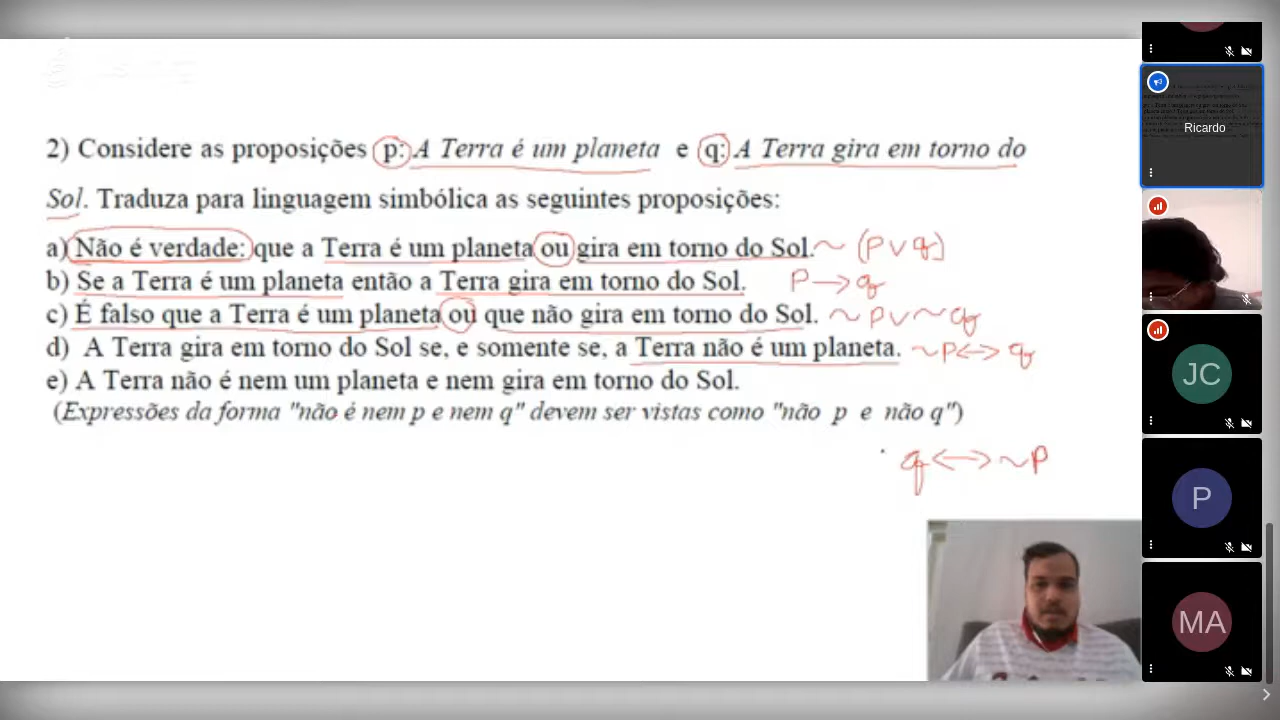 2) Considere as proposições p: A Terra é um planeta e q: A Terra gira em torno do
Sol. Traduza para linguagem simbólica as seguintes proposições:
a) Não é verdade: que a Terra é um planeta ou gira em torno do Sol. ~ (p ∨ q)
b) Se a Terra é um planeta então a Terra gira em torno do Sol. p → q
c) É falso que a Terra é um planeta ou que não gira em torno do Sol. ~ p ∨ ~ q
d) A Terra gira em torno do Sol se, e somente se, a Terra não é um planeta. ~p ↔ q
e) A Terra não é nem um planeta e nem gira em torno do Sol.
(Expressões da forma "não é nem p e nem q" devem ser vistas como "não p e não q")
q ↔ ~p
Ricardo
JC
P
MA